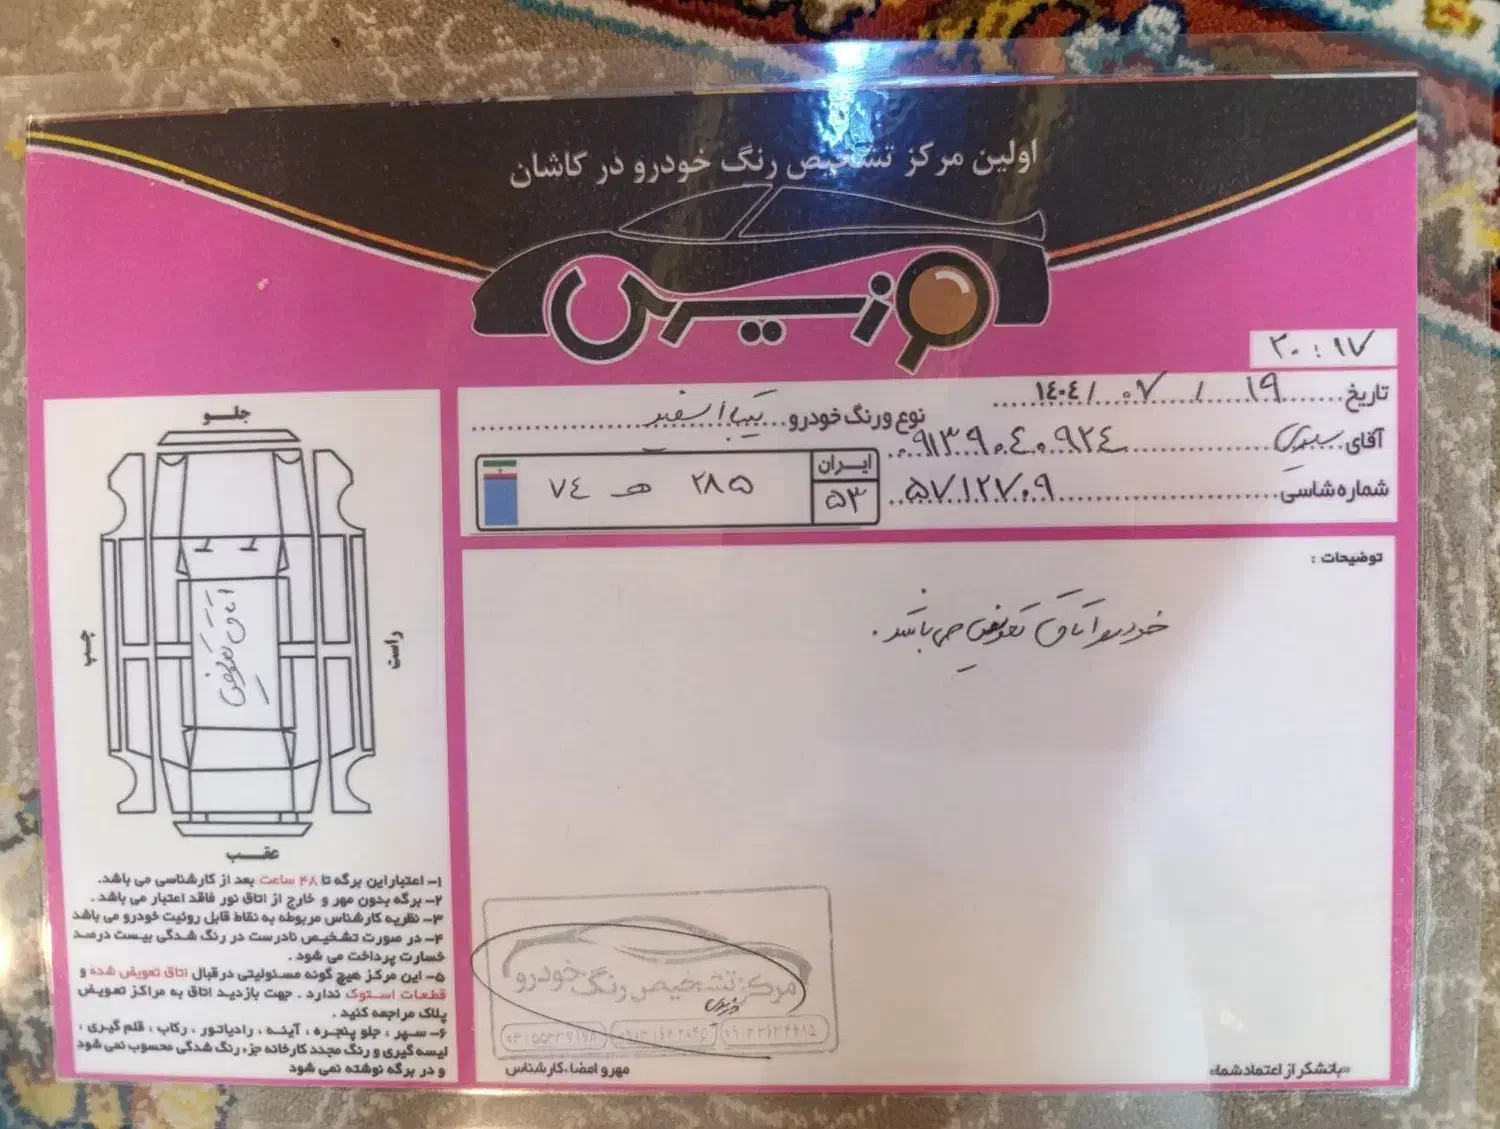 اولین مرکز تشخیص رنگ خودرو در کاشان
۲۰:۱۷
تاریخ ۱۴۰۴/۰۷/۱۹
نوع و رنگ خودرو تیبا سفید
آقای ۰۹۱۳۹۰۴۰۹۲۴
شماره شاسی ۵۷۱۲۷۰۹
ایران
۵۳
۲۸۵ هـ ۷۴
جلو
چپ
راست
اتاق تعویض
عقب
توضیحات :
خودرو اتاق تعویض می باشد.
۱- اعتبار این برگه تا ۴۸ ساعت بعد از کارشناسی می باشد.
۲- برگه بدون مهر و خارج از اتاق نور فاقد اعتبار می باشد .
۳- نظریه کارشناس مربوطه به نقاط قابل روئیت خودرو می باشد
۴- در صورت تشخیص نادرست در رنگ شدگی بیست درصد
خسارت پرداخت می شود .
۵- این مرکز هیچ گونه مسئولیتی در قبال اتاق تعویض شده و
قطعات استوک ندارد . جهت بازدید اتاق به مراکز تعویض
پلاک مراجعه کنید .
۶- سپر ، جلو پنجره ، آینه ، رادیاتور ، رکاب ، قلم گیری ،
لیسه گیری و رنگ مجدد کارخانه جزء رنگ شدگی محسوب نمی شود
و در برگه نوشته نمی شود
مرکز تشخیص رنگ خودرو
مهر و امضاء کارشناس
«باتشکر از اعتماد شما»